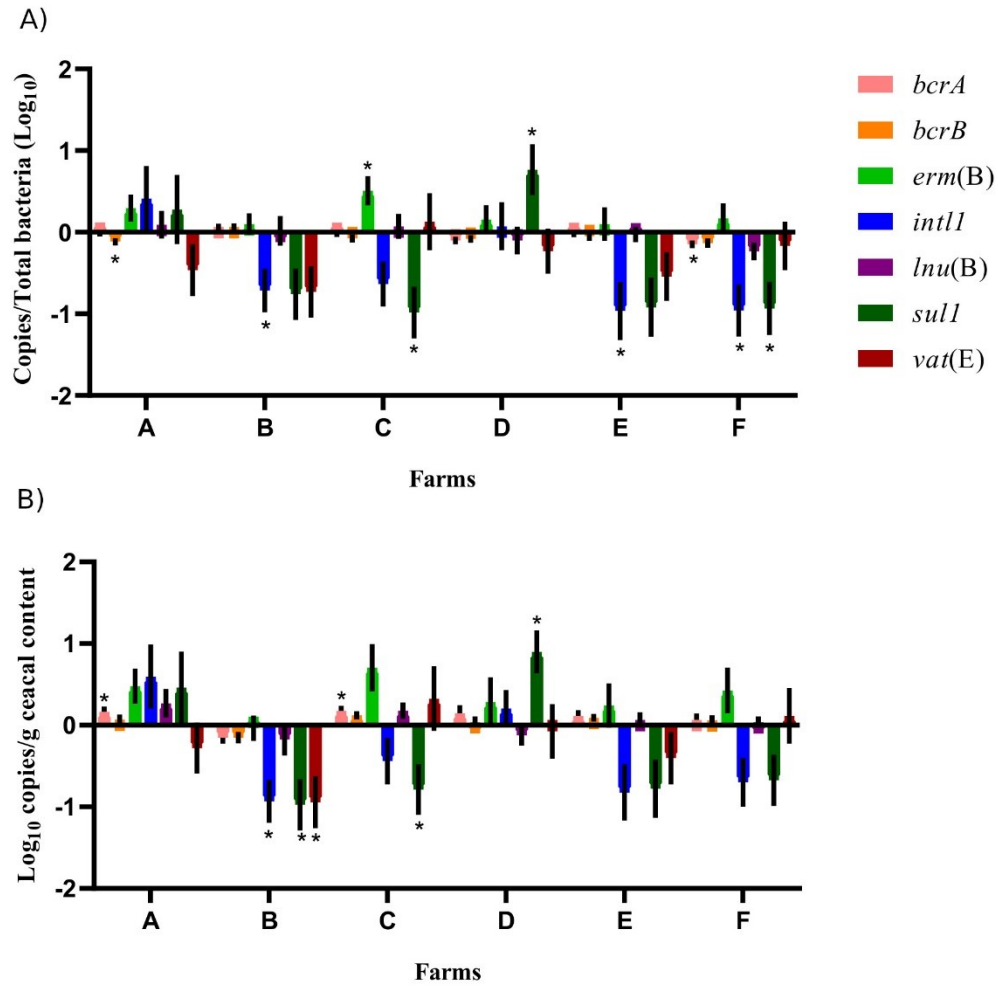 A)
Copies/Total bacteria (Log10)
2
1
0
-1
-2
*
*
*
*
*
*
*
*
*
A
B
C
D
E
F
Farms
bcrA
bcrB
erm(B)
intl1
lnu(B)
sul1
vat(E)
B)
Log10 copies/g ceacal content
2
1
0
-1
-2
*
*
*
*
*
*
*
A
B
C
D
E
F
Farms